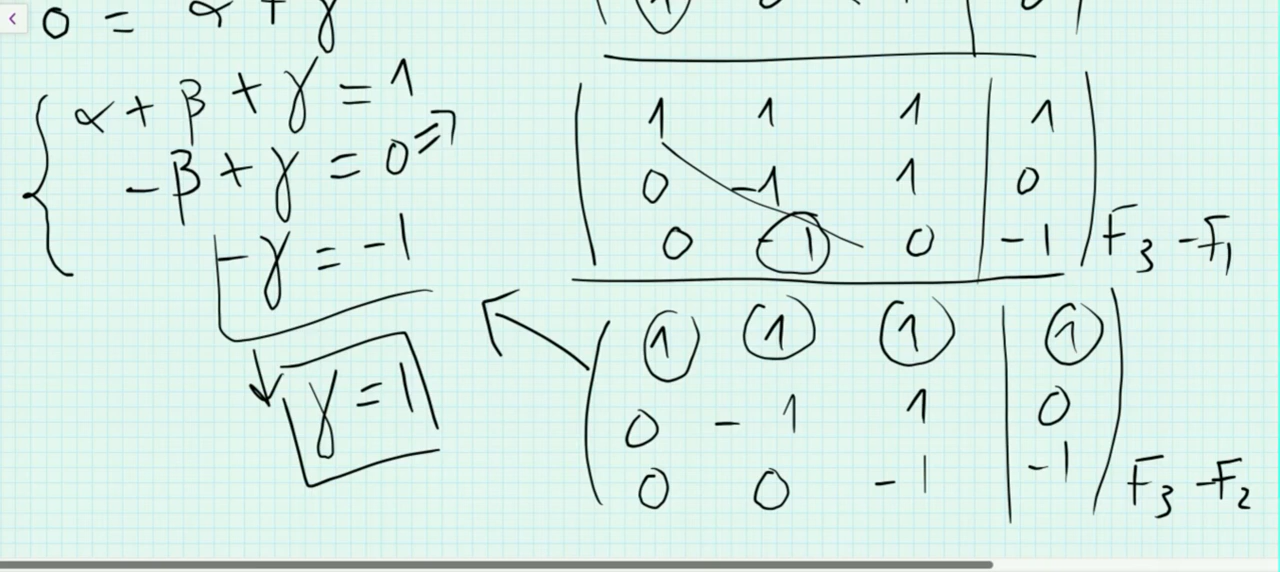 0 = α + γ
α + β + γ = 1
- β + γ = 0 ⇒
- γ = -1
γ = 1
1 1 1 | 1
0 -1 1 | 0
0 -1 0 | -1 F3 - F1
1 1 1 | 1
0 -1 1 | 0
0 0 -1 | -1 F3 - F2